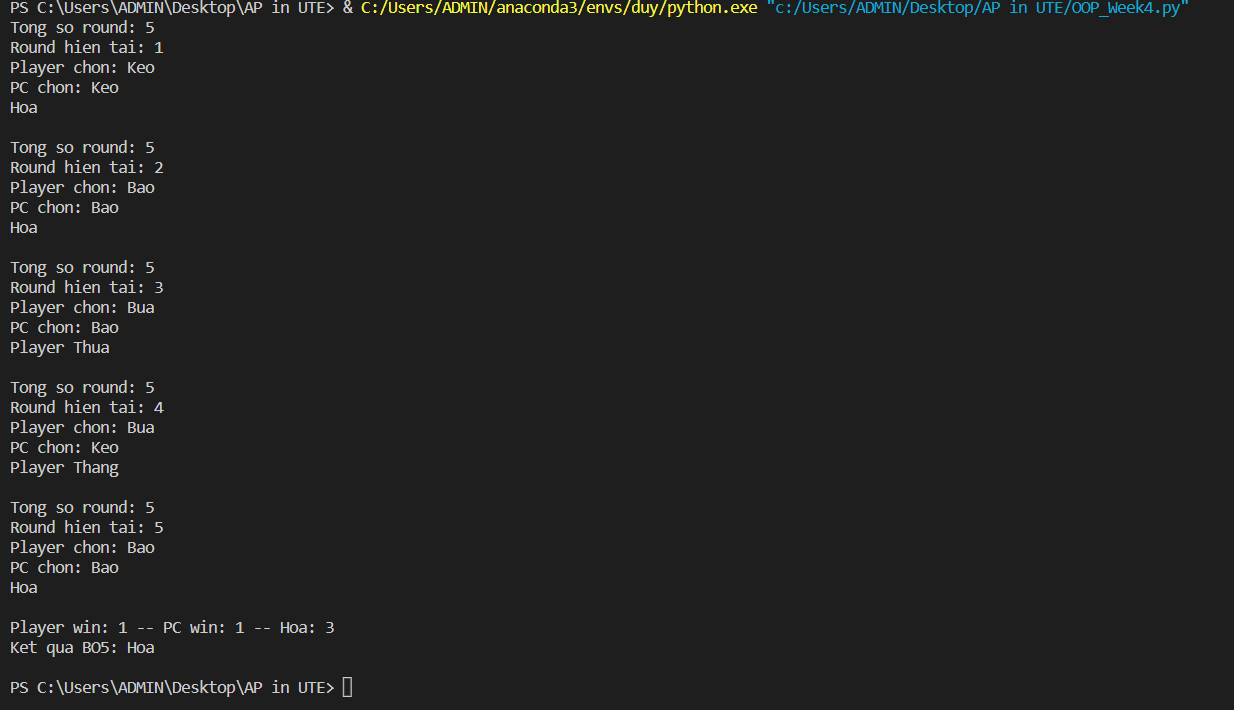 PS C:\Users\ADMIN\Desktop\AP in UTE> & C:/Users/ADMIN/anaconda3/envs/duy/python.exe "c:/Users/ADMIN/Desktop/AP in UTE/OOP_Week4.py"
Tong so round: 5
Round hien tai: 1
Player chon: Keo
PC chon: Keo
Hoa
Tong so round: 5
Round hien tai: 2
Player chon: Bao
PC chon: Bao
Hoa
Tong so round: 5
Round hien tai: 3
Player chon: Bua
PC chon: Bao
Player Thua
Tong so round: 5
Round hien tai: 4
Player chon: Bua
PC chon: Keo
Player Thang
Tong so round: 5
Round hien tai: 5
Player chon: Bao
PC chon: Bao
Hoa
Player win: 1 -- PC win: 1 -- Hoa: 3
Ket qua BO5: Hoa
PS C:\Users\ADMIN\Desktop\AP in UTE>